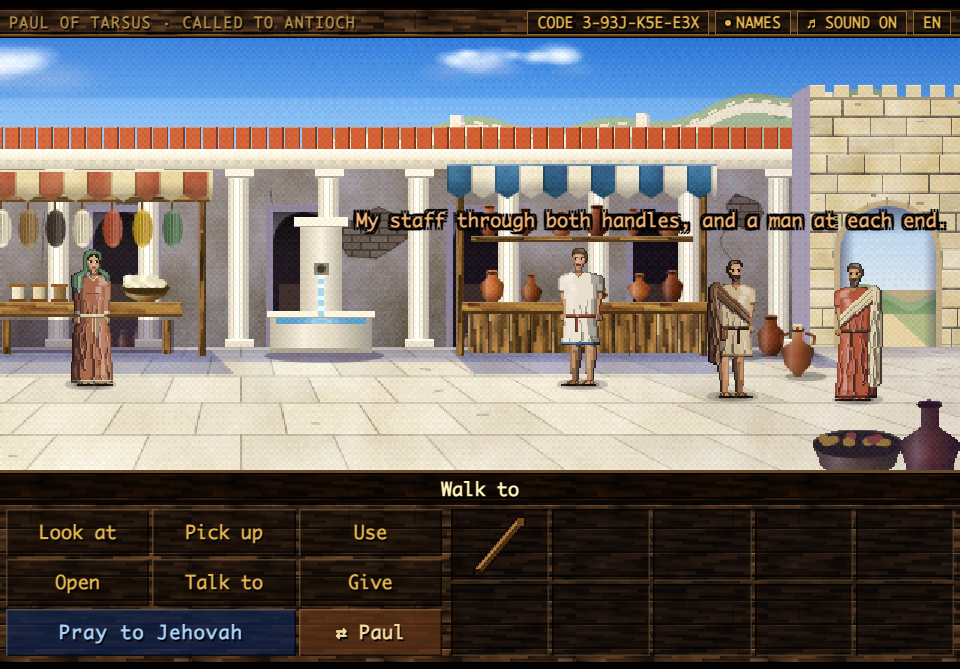 PAUL OF TARSUS · CALLED TO ANTIOCH
CODE 3-93J-K5E-E3X
•NAMES
♬ SOUND ON
EN
My staff through both handles, and a man at each end.
Walk to
Look at
Pick up
Use
Open
Talk to
Give
Pray to Jehovah
⇄ Paul